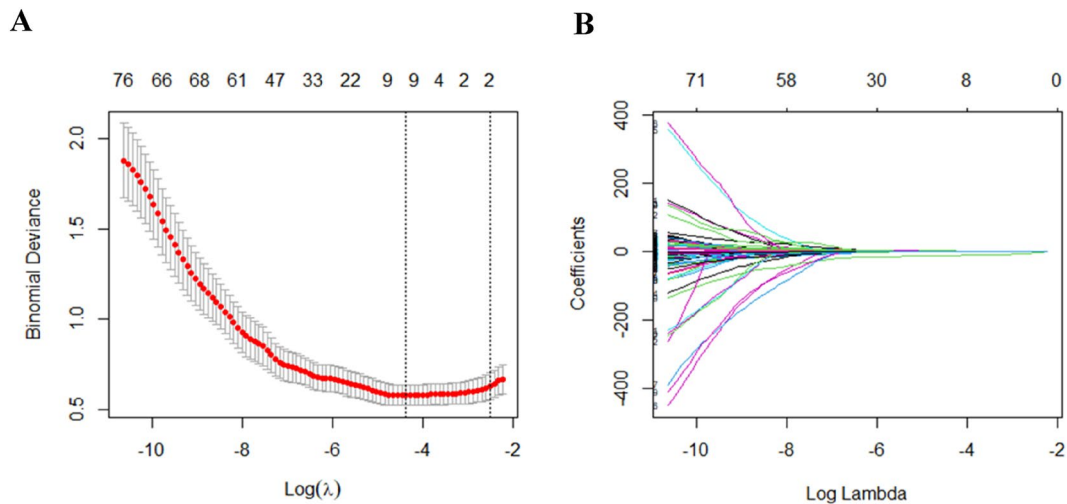 A
B
76 66 68 61 47 33 22 9 9 4 2 2
71 58 30 8 0
Binomial Deviance
2.0
1.5
1.0
0.5
-10 -8 -6 -4 -2
Log(λ)
Coefficients
400
200
0
-200
-400
-10 -8 -6 -4 -2
Log Lambda